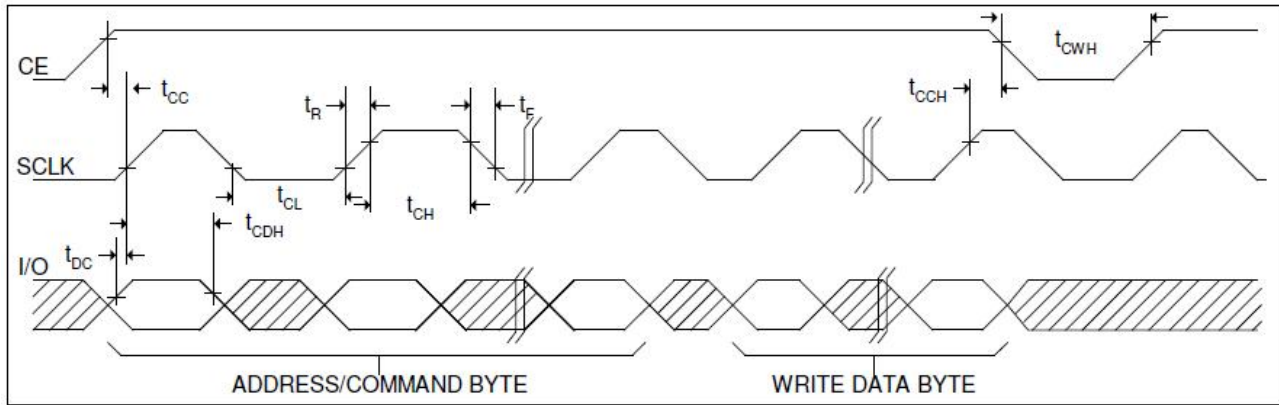 CE
t_CWH
t_CC
t_R
t_F
t_CCH
SCLK
t_CL
t_CH
t_CDH
t_DC
I/O
ADDRESS/COMMAND BYTE
WRITE DATA BYTE